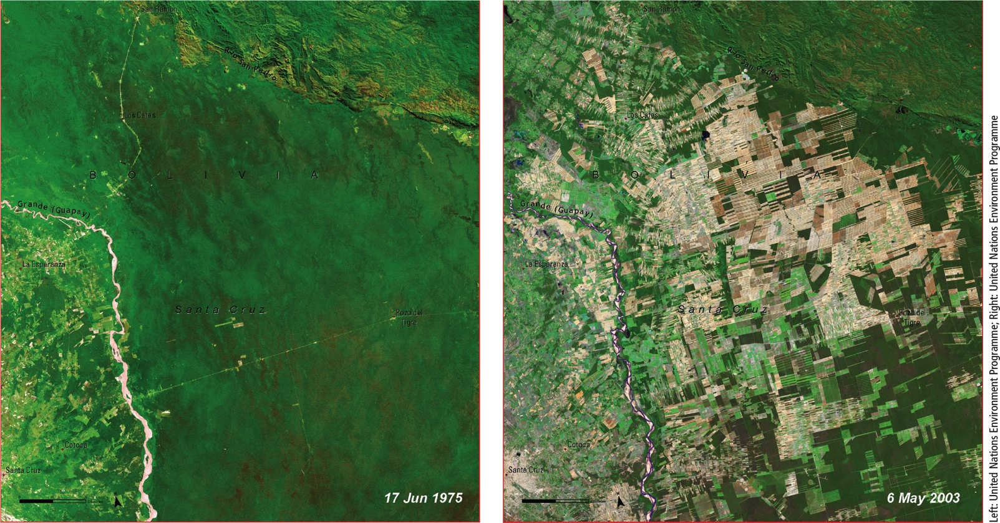 San Ramon
Rio San Pedro
Los Cafes
B O L I V I A
Grande (Guapay)
La Esperanza
Santa Cruz
Pozo del
Tigre
Cotoca
Santa Cruz
17 Jun 1975
San Ramon
Rio San Pedro
Los Cafes
B O L I V I A
Grande (Guapay)
La Esperanza
Santa Cruz
Pozo del
Tigre
Cotoca
Santa Cruz
6 May 2003
Left: United Nations Environment Programme; Right: United Nations Environment Programme